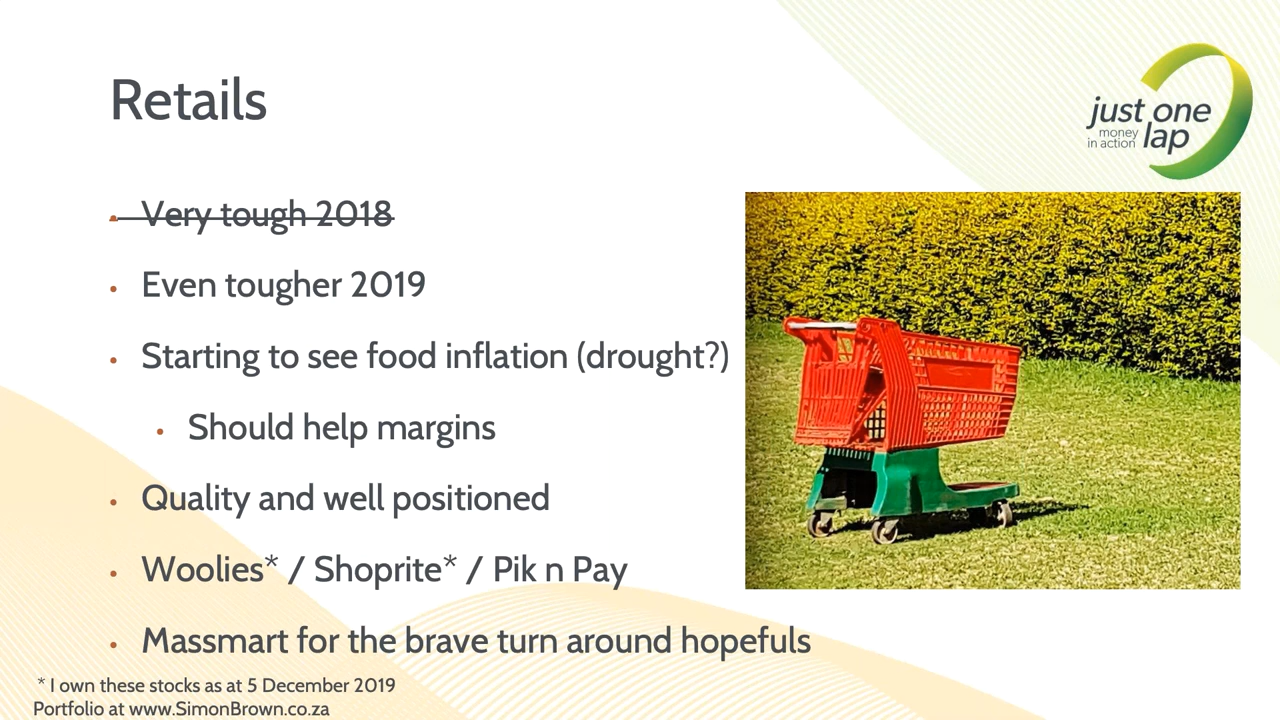 Retails
just one
money
in action lap
Very tough 2018
Even tougher 2019
Starting to see food inflation (drought?)
Should help margins
Quality and well positioned
Woolies* / Shoprite* / Pik n Pay
Massmart for the brave turn around hopefuls
* I own these stocks as at 5 December 2019
Portfolio at www.SimonBrown.co.za